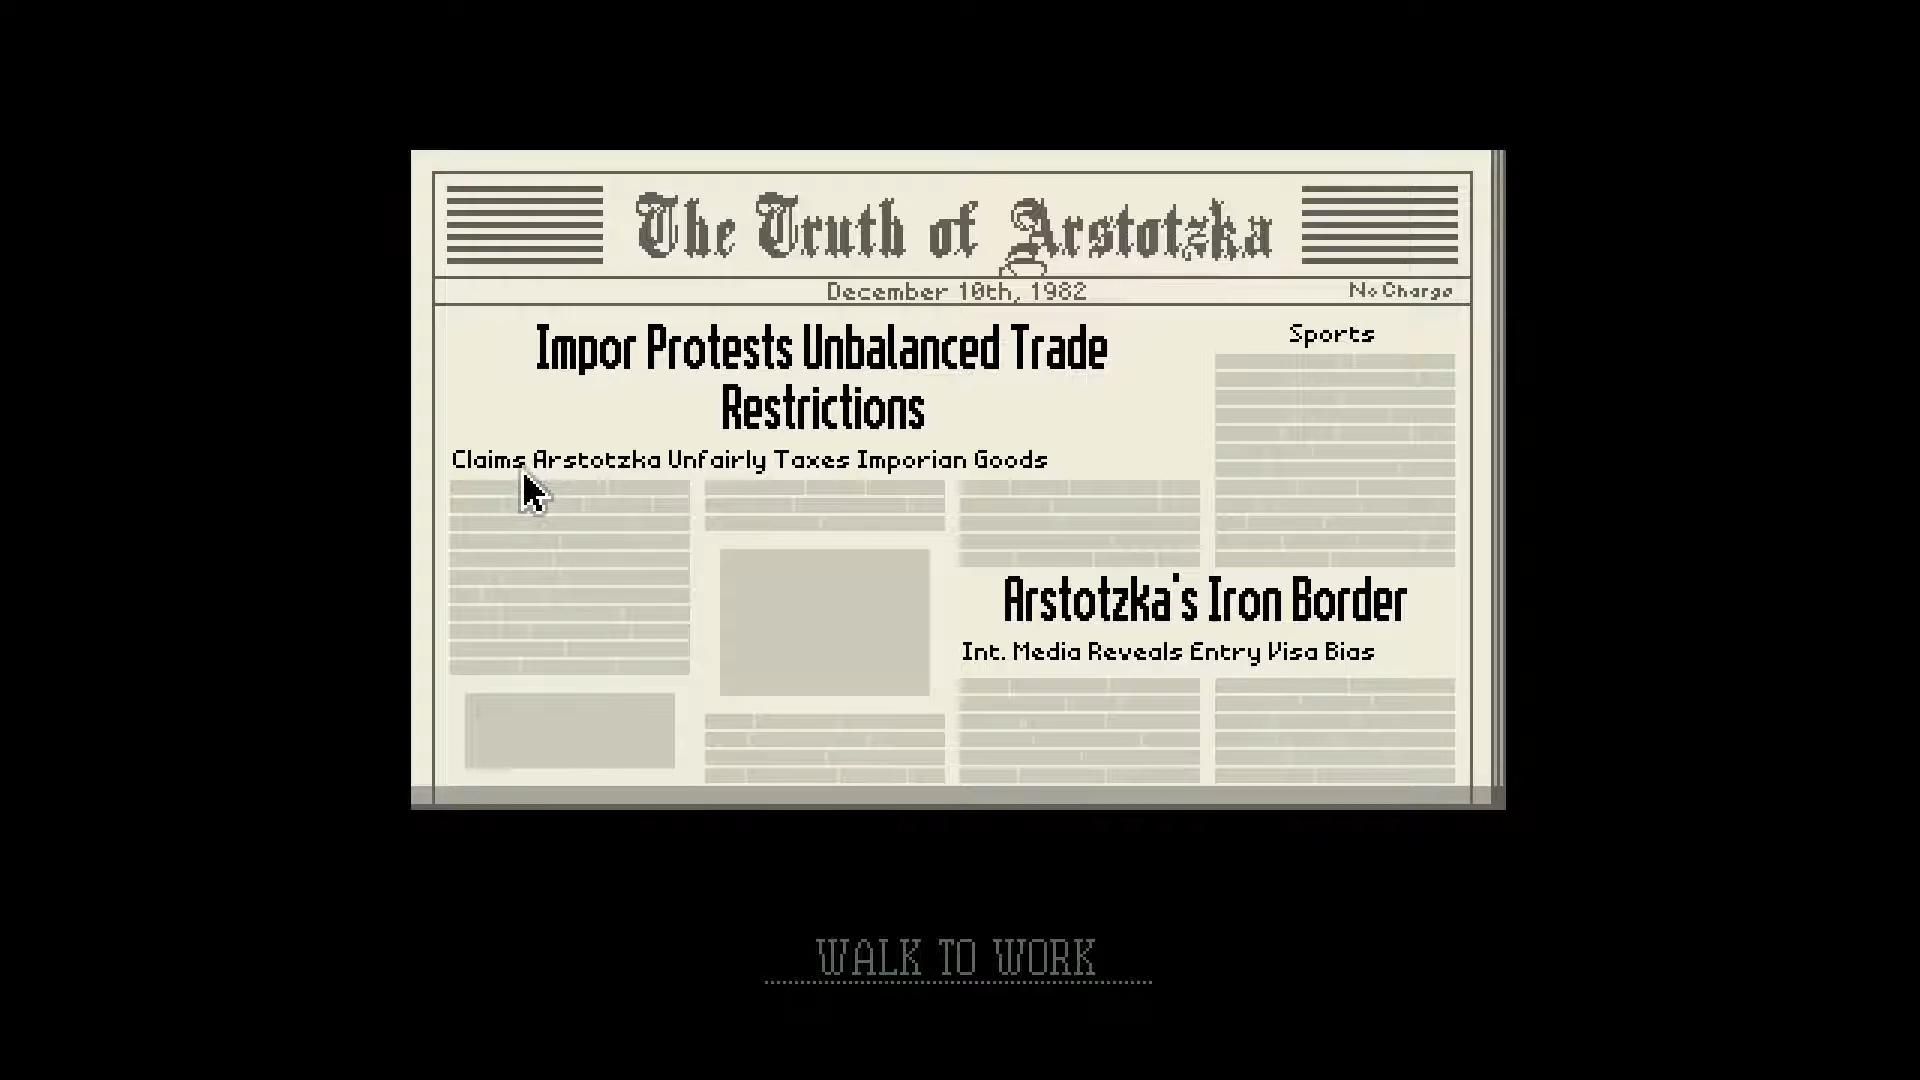 The Truth of Arstotzka
December 10th, 1982
No Charge
Impor Protests Unbalanced Trade
Restrictions
Claims Arstotzka Unfairly Taxes Imporian Goods
Sports
Arstotzka's Iron Border
Int. Media Reveals Entry Visa Bias
WALK TO WORK